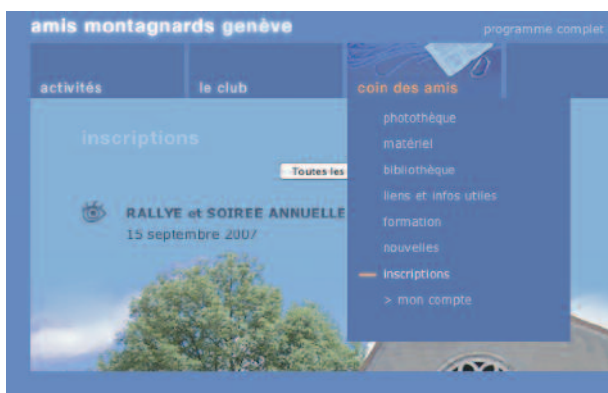 amis montagnards genève
programme complet
activités
le club
coin des amis
inscriptions
Toutes les
RALLYE et SOIREE ANNUELLE
15 septembre 2007
photothèque
matériel
bibliothèque
liens et infos utiles
formation
nouvelles
inscriptions
> mon compte